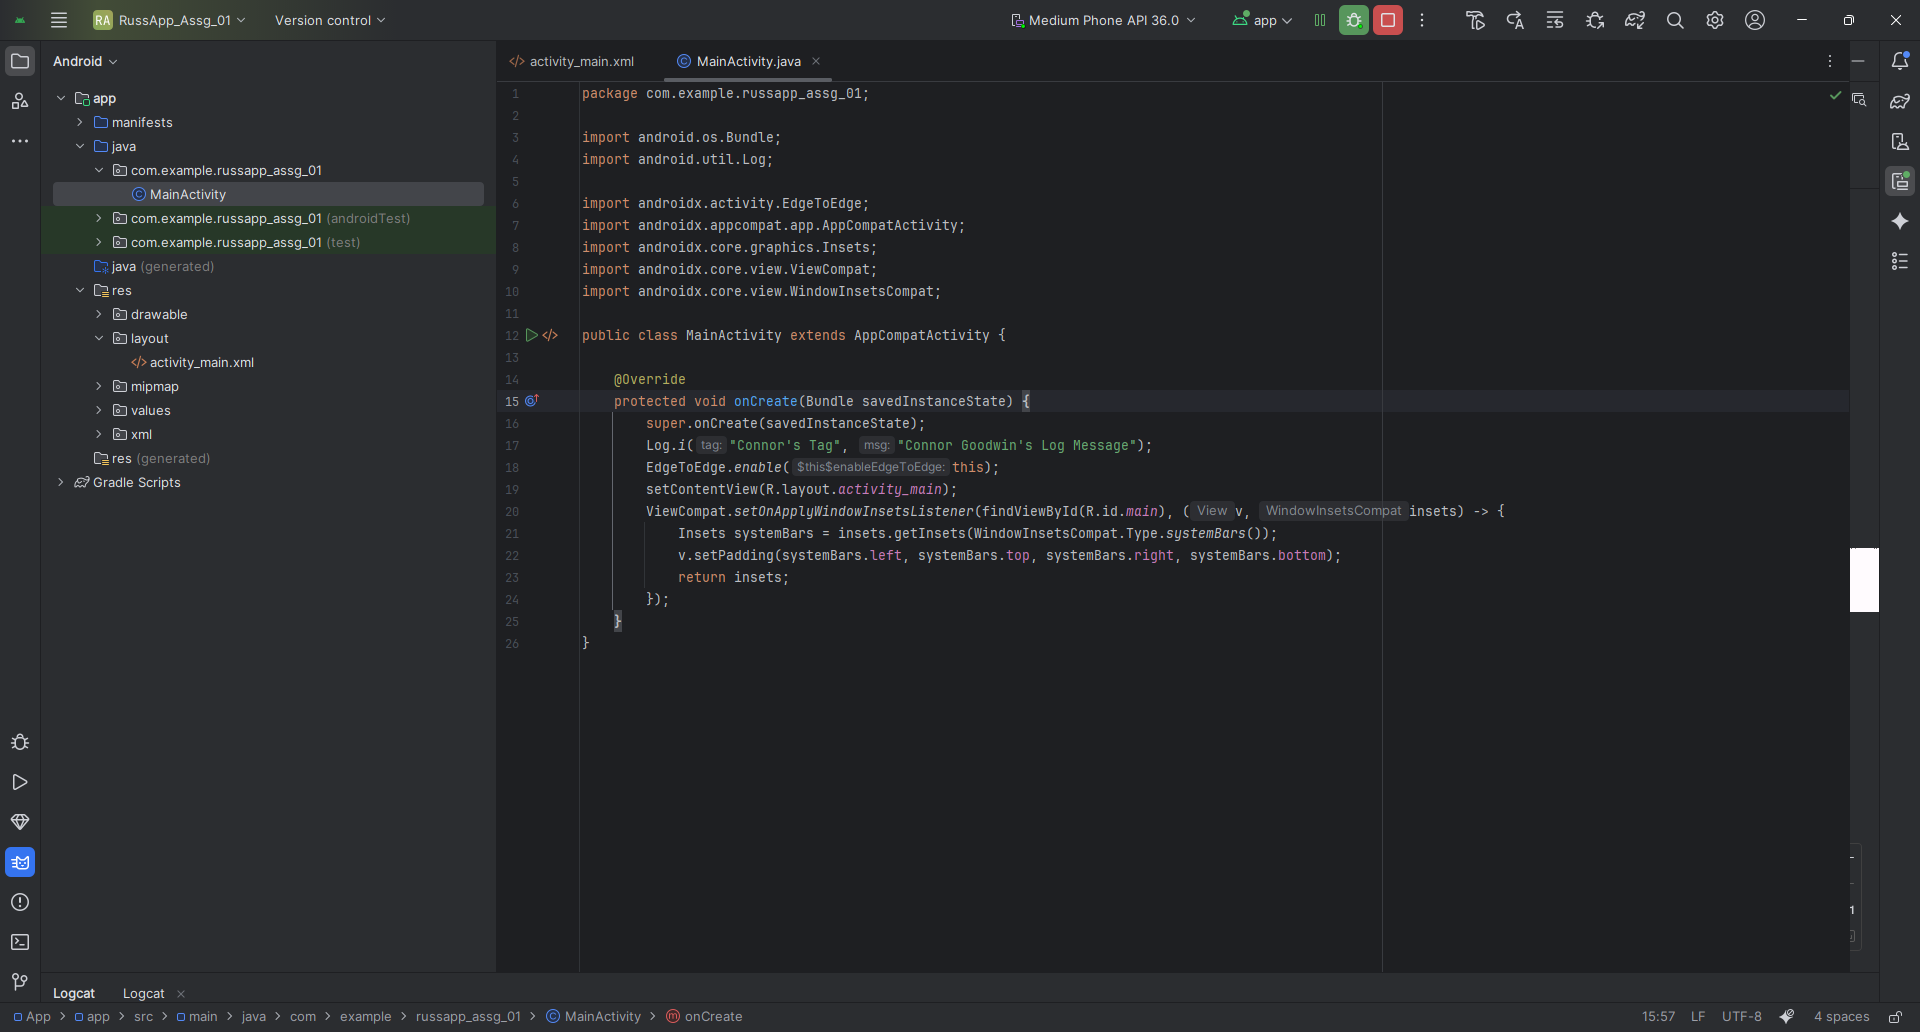 RA RussApp_Assg_01 Version control Medium Phone API 36.0 app
Android
app
manifests
java
com.example.russapp_assg_01
MainActivity
com.example.russapp_assg_01 (androidTest)
com.example.russapp_assg_01 (test)
java (generated)
res
drawable
layout
activity_main.xml
mipmap
values
xml
res (generated)
Gradle Scripts
activity_main.xml MainActivity.java
1 package com.example.russapp_assg_01;
2
3 import android.os.Bundle;
4 import android.util.Log;
5
6 import androidx.activity.EdgeToEdge;
7 import androidx.appcompat.app.AppCompatActivity;
8 import androidx.core.graphics.Insets;
9 import androidx.core.view.ViewCompat;
10 import androidx.core.view.WindowInsetsCompat;
11
12 public class MainActivity extends AppCompatActivity {
13
14 @Override
15 protected void onCreate(Bundle savedInstanceState) {
16 super.onCreate(savedInstanceState);
17 Log.i( tag: "Connor's Tag", msg: "Connor Goodwin's Log Message");
18 EdgeToEdge.enable( $this$enableEdgeToEdge: this);
19 setContentView(R.layout.activity_main);
20 ViewCompat.setOnApplyWindowInsetsListener(findViewById(R.id.main), ( View v, WindowInsetsCompat insets) -> {
21 Insets systemBars = insets.getInsets(WindowInsetsCompat.Type.systemBars());
22 v.setPadding(systemBars.left, systemBars.top, systemBars.right, systemBars.bottom);
23 return insets;
24 });
25 }
26 }
Logcat Logcat
App > app > src > main > java > com > example > russapp_assg_01 > MainActivity > onCreate 15:57 LF UTF-8 4 spaces